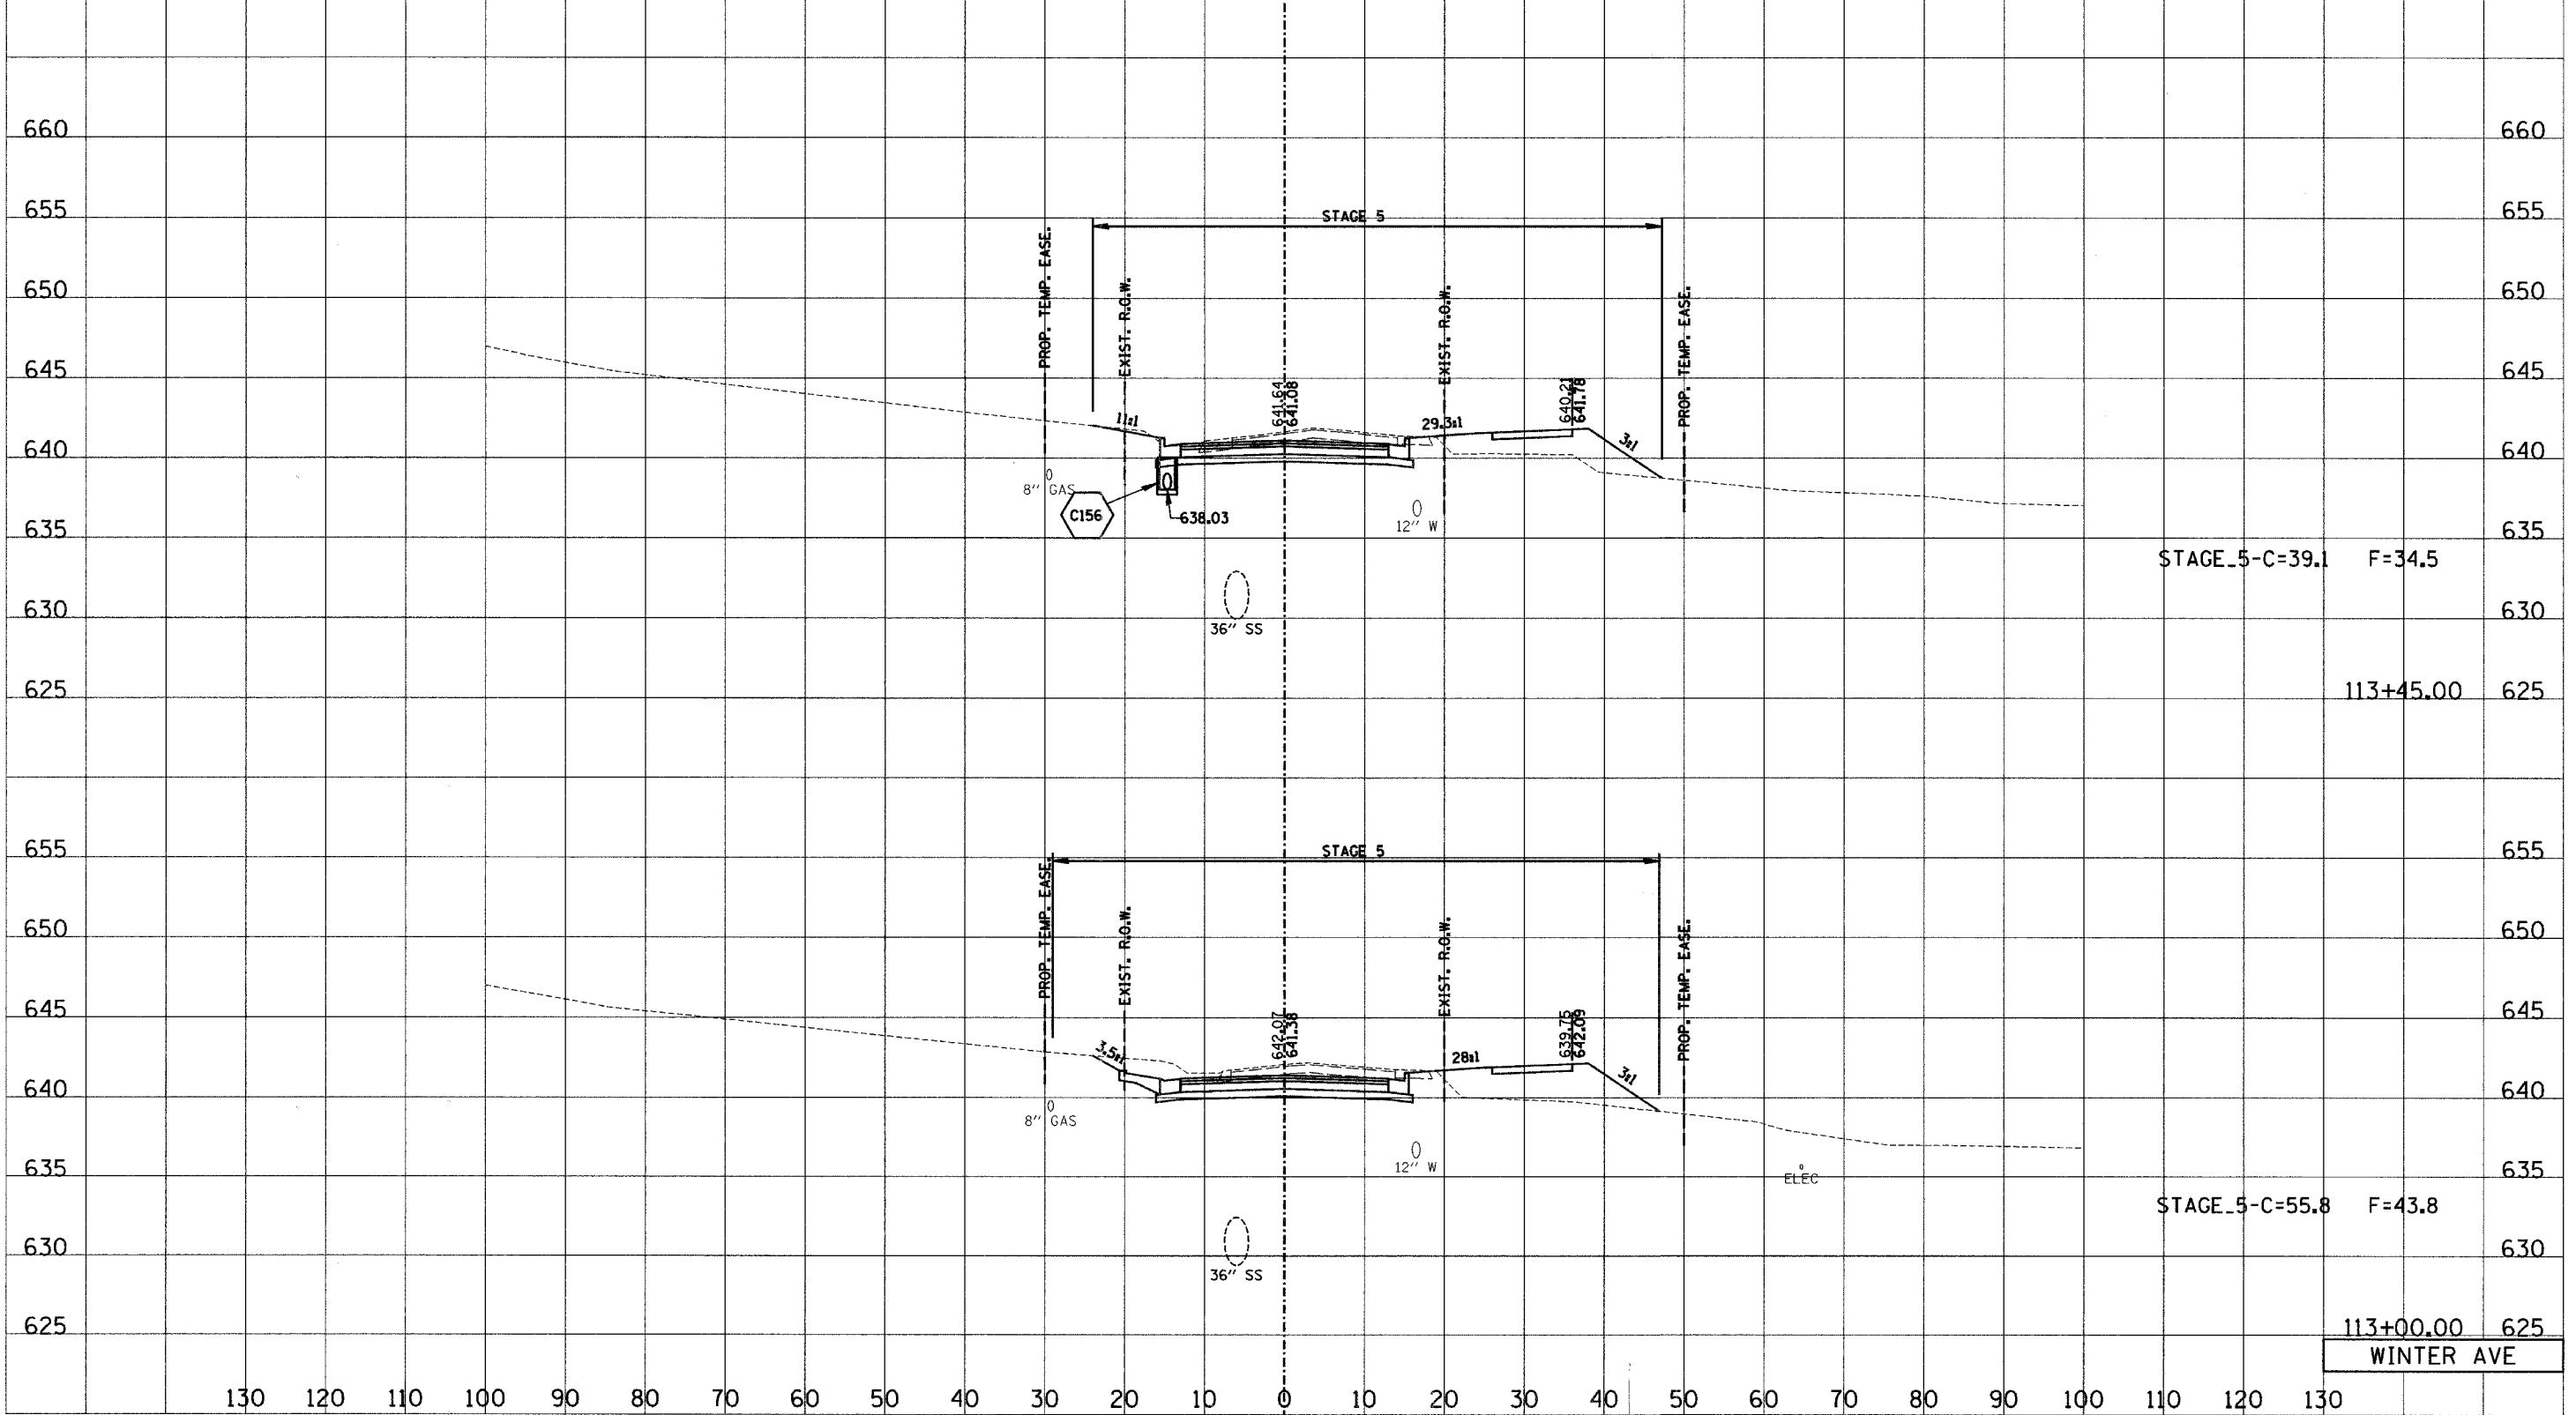 660 660
655 STAGE 5 655
PROP. TEMP. EASE.
EXIST. R.O.W.
EXIST. R.O.W.
PROP. TEMP. EASE.
650 650
645 645
641.64
641.08
640.21
641.78
11:1
29.3:1
3:1
640 640
8" GAS
C156
638.03
12" W
635 635
STAGE_5-C=39.1 F=34.5
630 630
36" SS
625 113+45.00 625
655 STAGE 5 655
PROP. TEMP. EASE.
EXIST. R.O.W.
EXIST. R.O.W.
PROP. TEMP. EASE.
650 650
645 645
642.07
641.38
639.75
642.09
3.5:1
28:1
3:1
640 640
8" GAS
12" W
635 635
ELEC
STAGE_5-C=55.8 F=43.8
630 630
36" SS
625 113+00.00 625
WINTER AVE
130 120 110 100 90 80 70 60 50 40 30 20 10 0 10 20 30 40 50 60 70 80 90 100 110 120 130